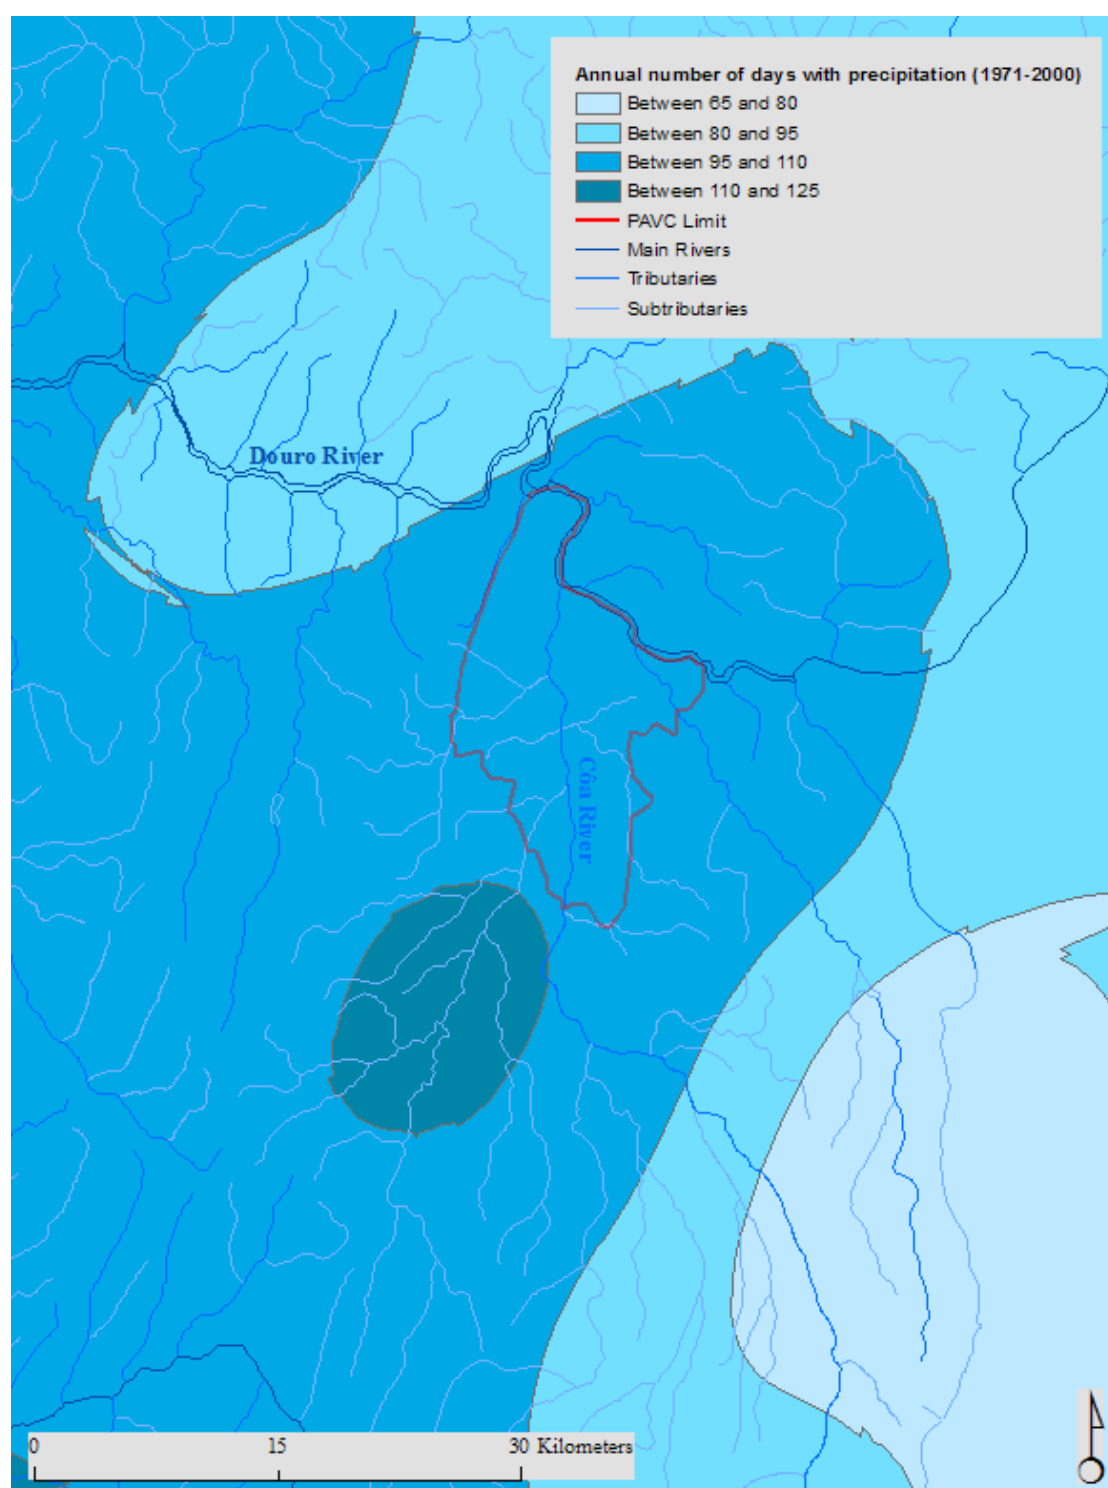 Annual number of days with precipitation (1971-2000)
Between 65 and 80
Between 80 and 95
Between 95 and 110
Between 110 and 125
PAVC Limit
Main Rivers
Tributaries
Subtributaries
Douro River
Côa River
0 15 30 Kilometers